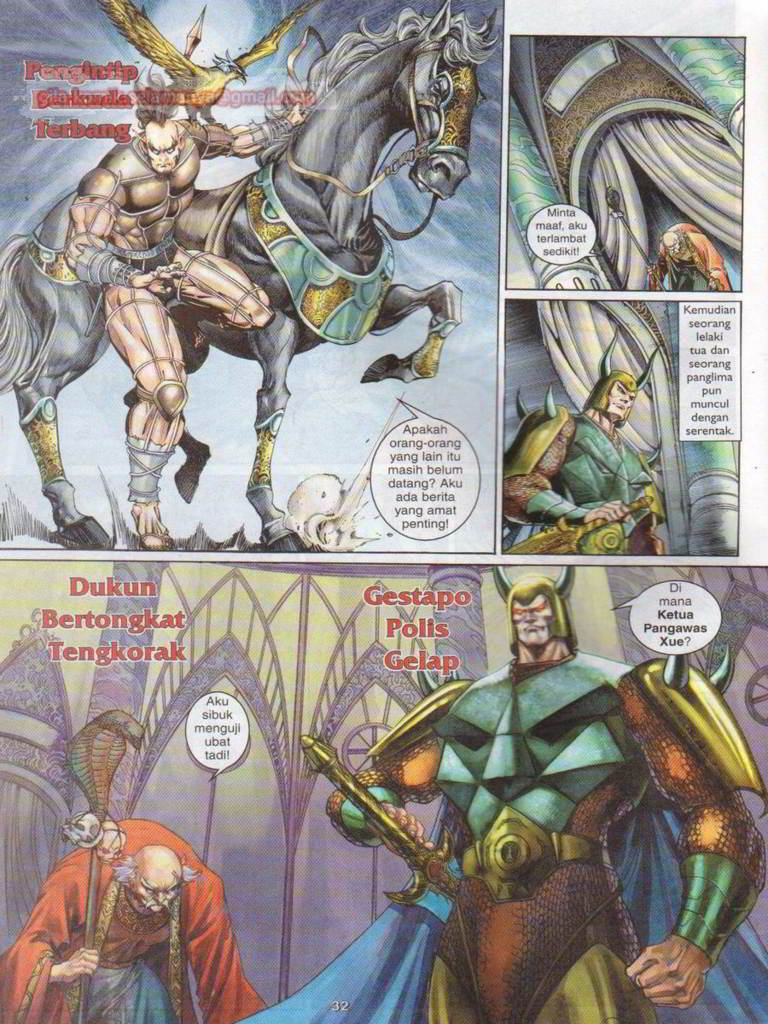 Pengintip
Berkuda
Terbang
@gmail.com
Apakah
orang-orang
yang lain itu
masih belum
datang? Aku
ada berita
yang amat
penting!
Minta
maaf, aku
terlambat
sedikit!
Kemudian
seorang
lelaki
tua dan
seorang
panglima
pun
muncul
dengan
serentak.
Dukun
Bertongkat
Tengkorak
Aku
sibuk
menguji
ubat
tadi!
Gestapo
Polis
Gelap
Di
mana
Ketua
Pangawas
Xue?
32